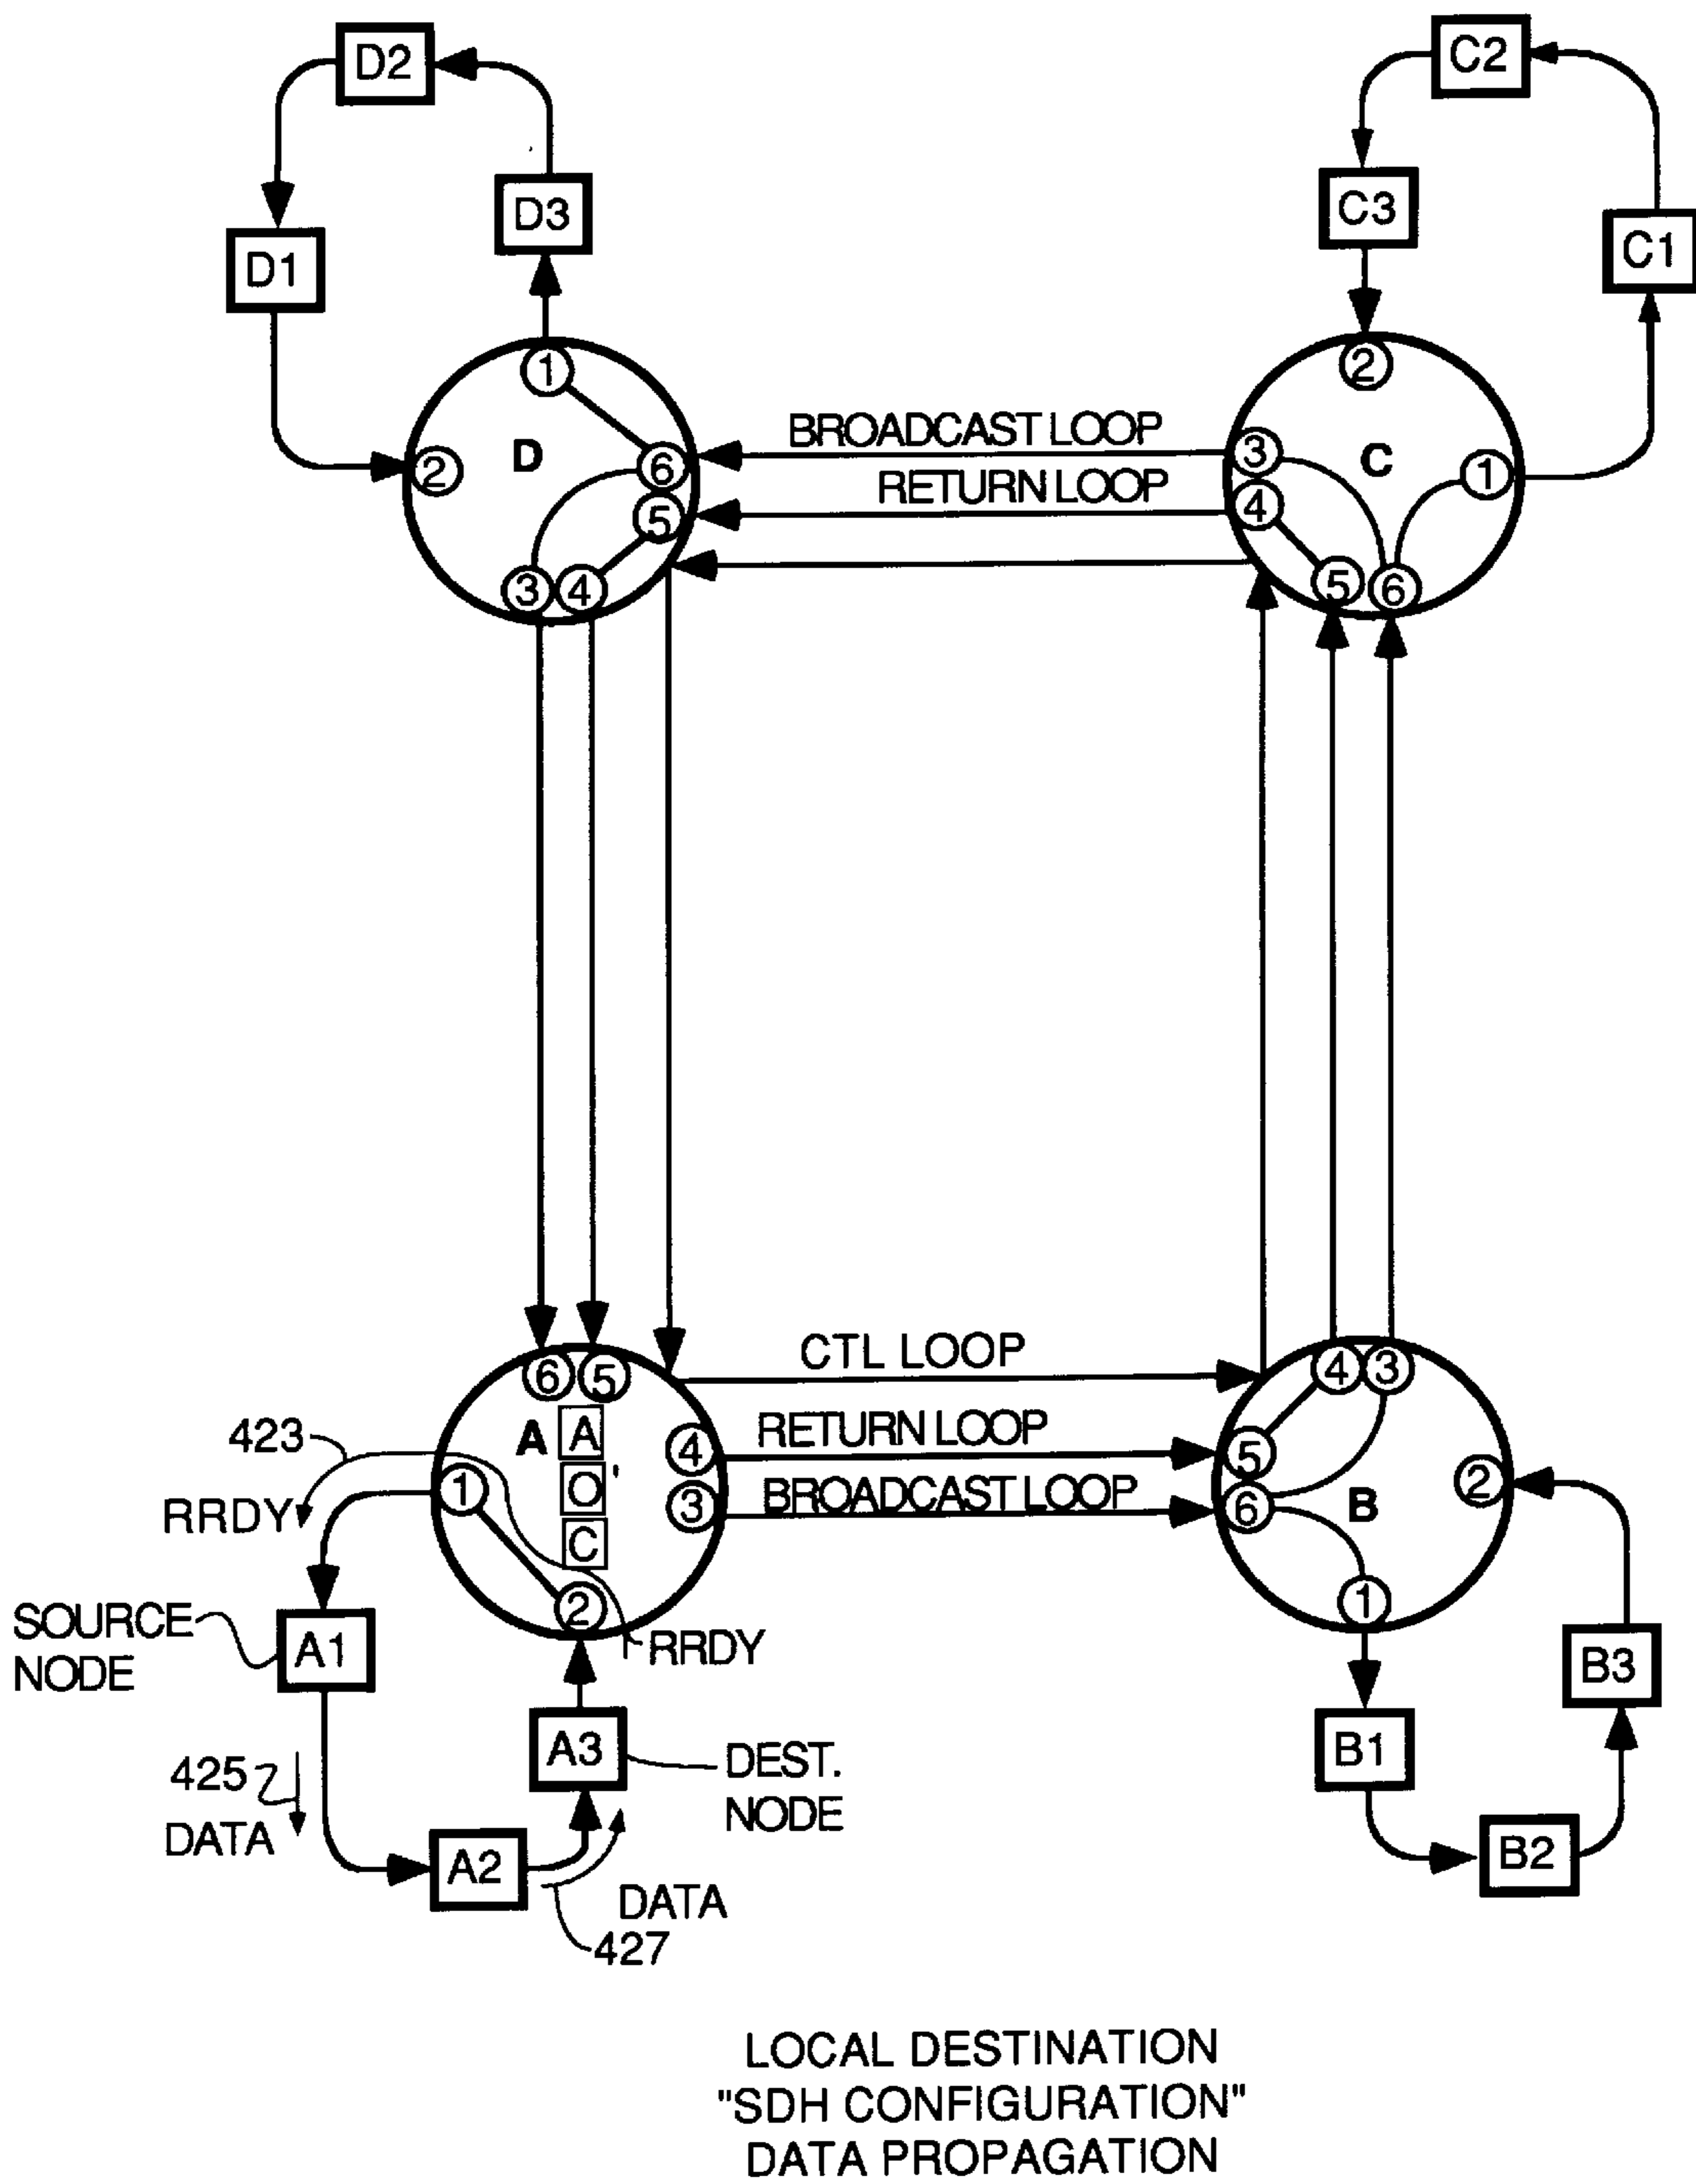 D2
C2
D3
C3
D1
C1
1
2
BROADCAST LOOP
D
6
3
C
1
2
RETURN LOOP
5
4
3
4
5
6
6
5
CTL LOOP
4
3
A
A
423
RETURN LOOP
4
5
2
1
O'
RRDY
BROADCAST LOOP
3
6
B
C
2
1
SOURCE
NODE
A1
RRDY
B3
A3
DEST.
NODE
B1
425
DATA
A2
B2
DATA
427
LOCAL DESTINATION
"SDH CONFIGURATION"
DATA PROPAGATION